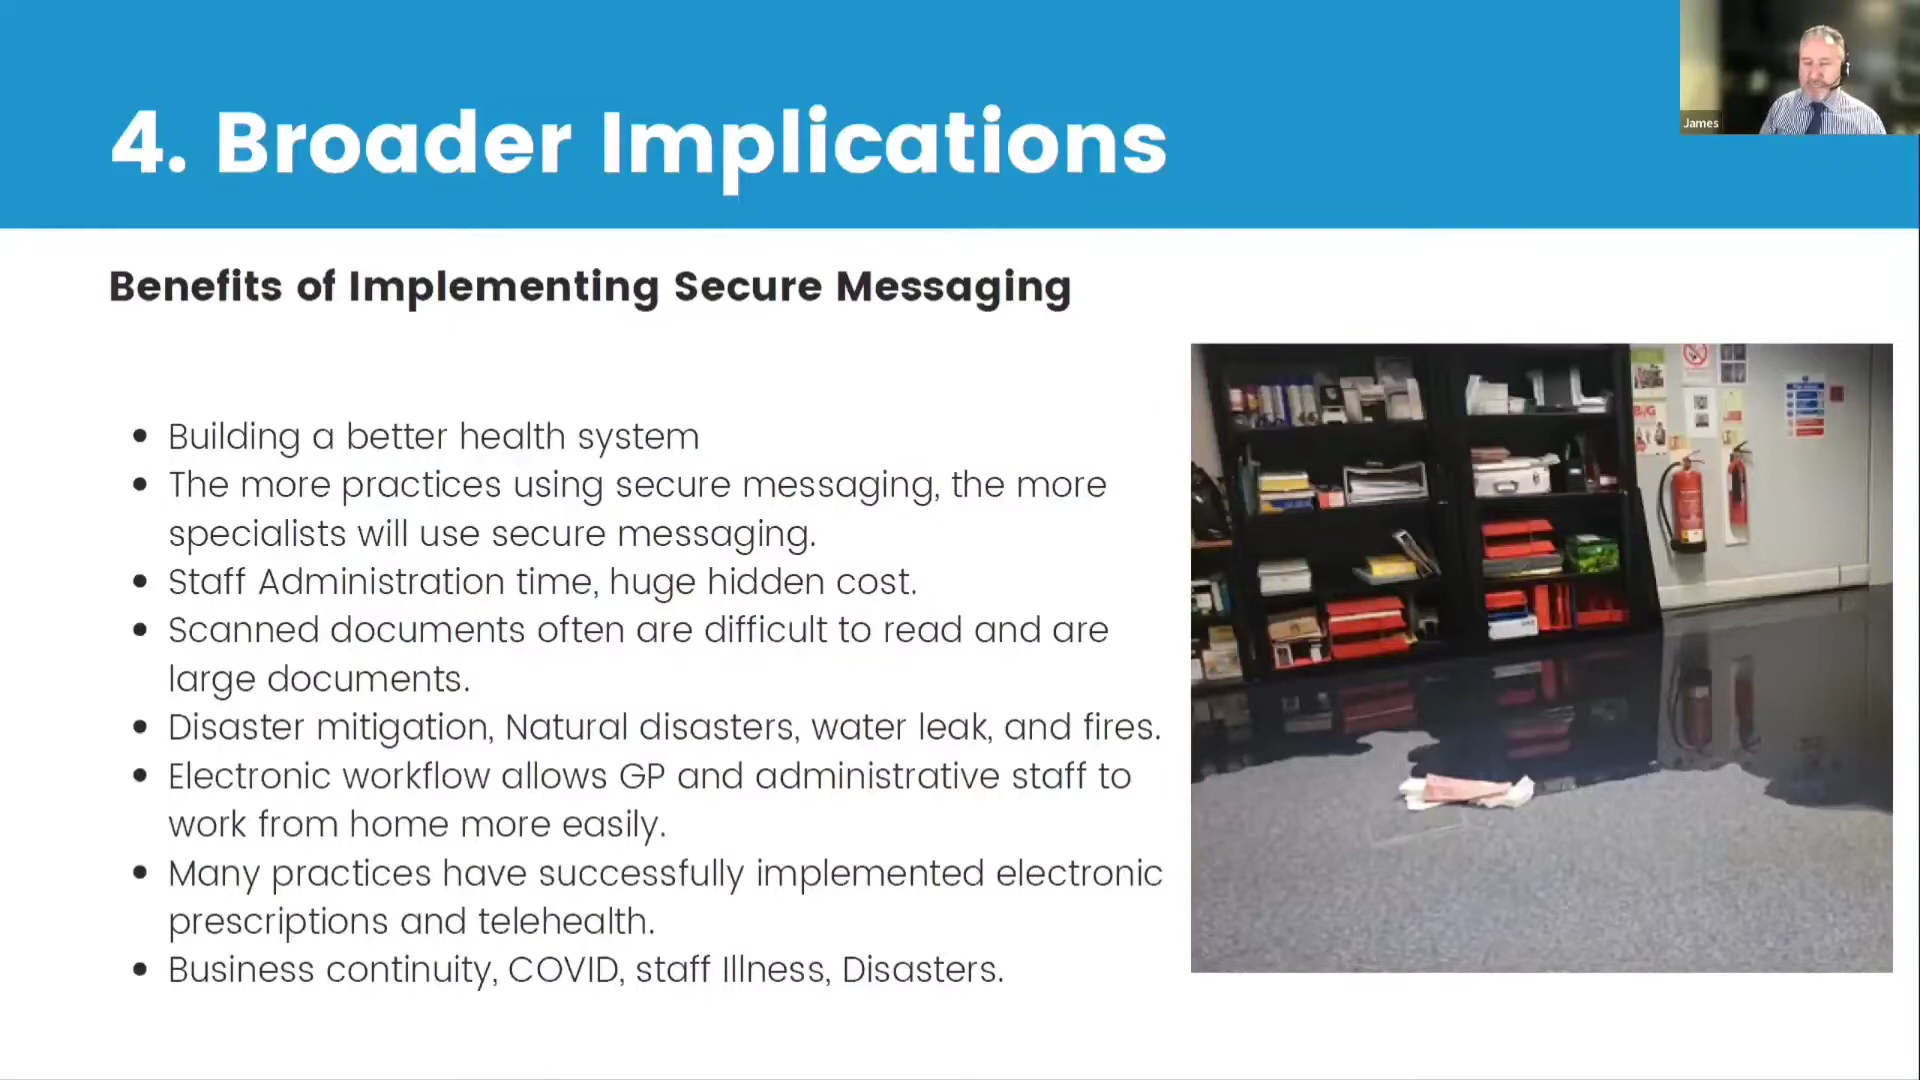 4. Broader Implications
James
Benefits of Implementing Secure Messaging
Building a better health system
The more practices using secure messaging, the more
specialists will use secure messaging.
Staff Administration time, huge hidden cost.
Scanned documents often are difficult to read and are
large documents.
Disaster mitigation, Natural disasters, water leak, and fires.
Electronic workflow allows GP and administrative staff to
work from home more easily.
Many practices have successfully implemented electronic
prescriptions and telehealth.
Business continuity, COVID, staff Illness, Disasters.